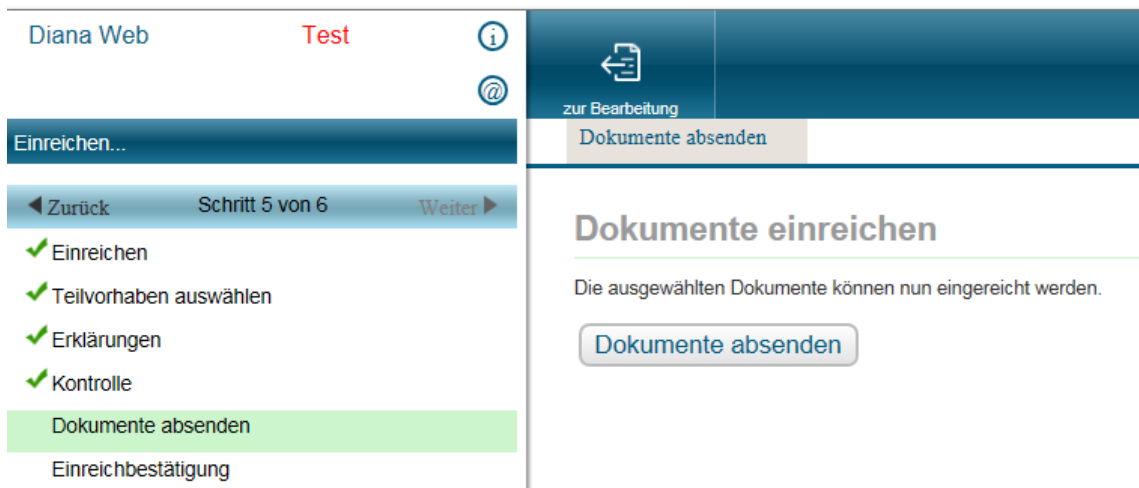 Diana Web Test
zur Bearbeitung
Einreichen...
Dokumente absenden
Zurück Schritt 5 von 6 Weiter
Einreichen
Teilvorhaben auswählen
Erklärungen
Kontrolle
Dokumente absenden
Einreichbestätigung
Dokumente einreichen
Die ausgewählten Dokumente können nun eingereicht werden.
Dokumente absenden